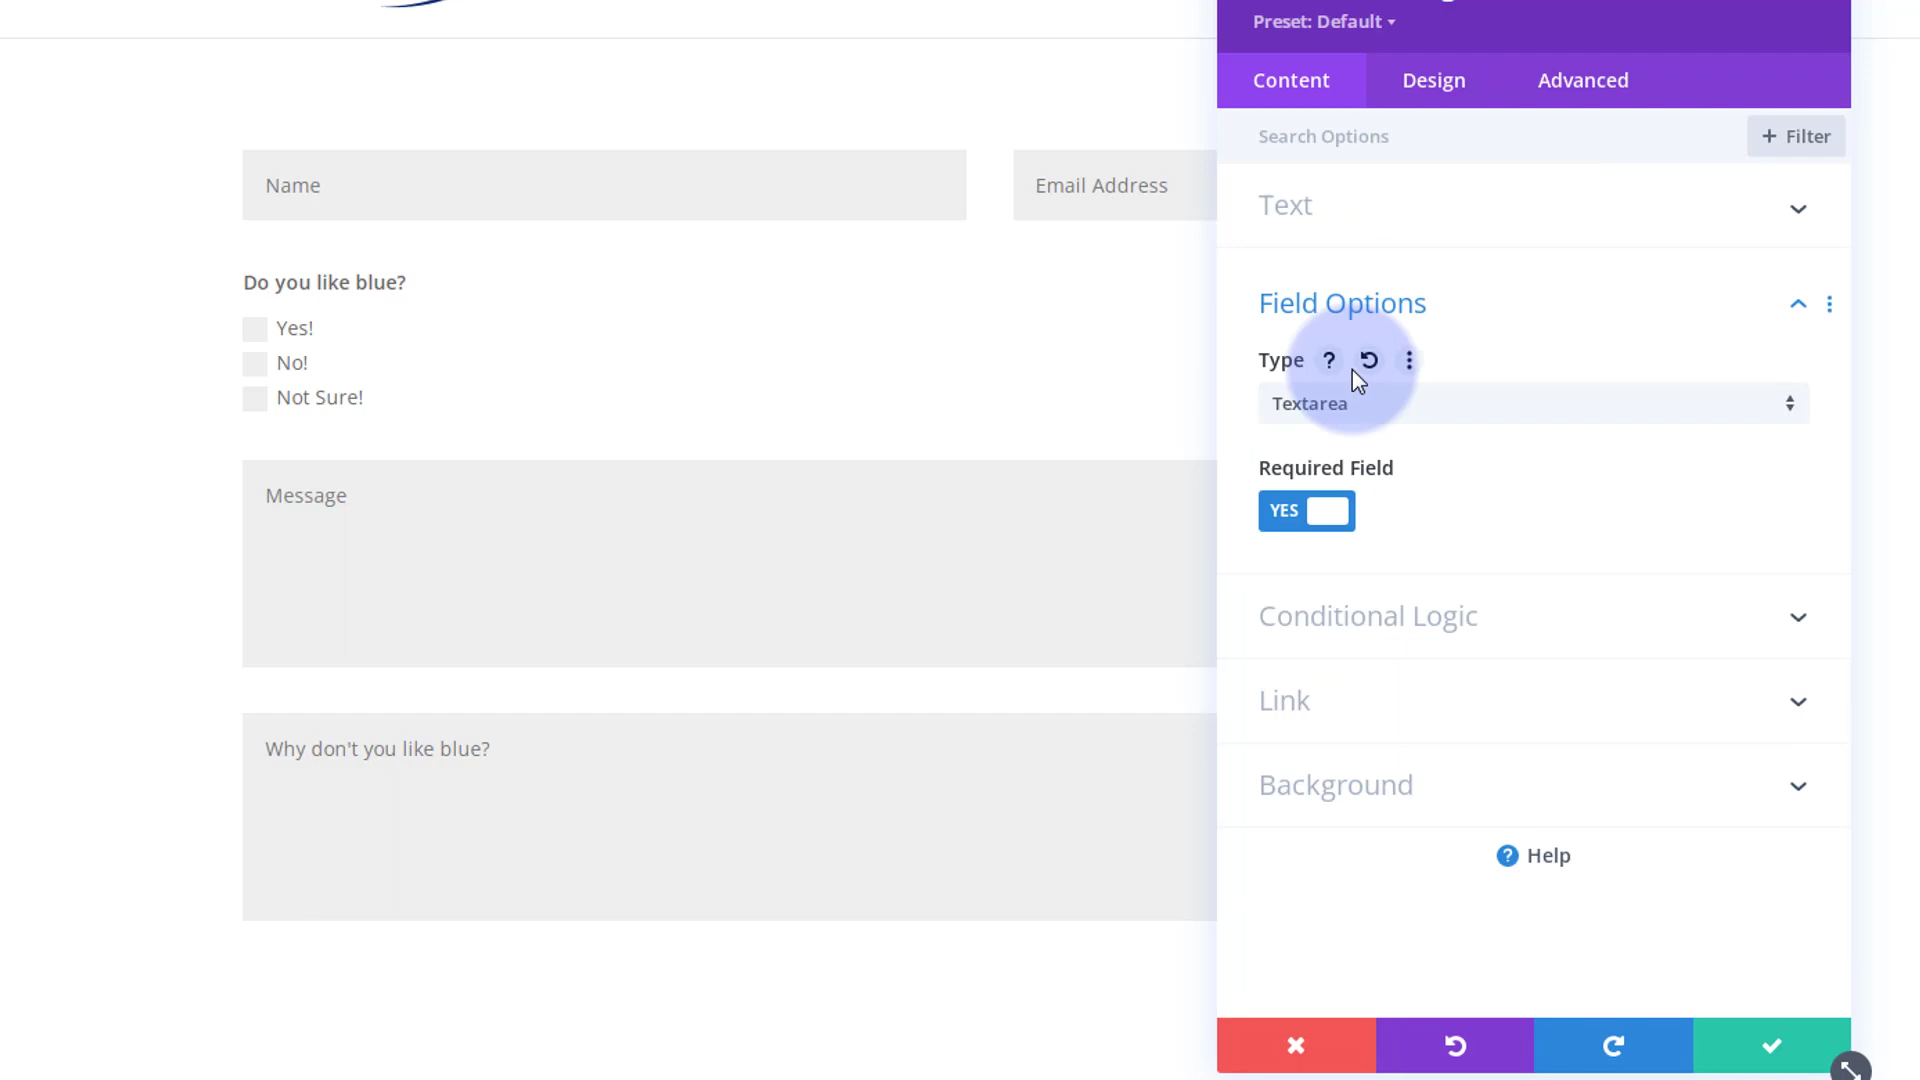 Preset: Default
Content
Design
Advanced
Search Options
+ Filter
Text
Name
Email Address
Do you like blue?
Yes!
No!
Not Sure!
Field Options
Type ?
Textarea
Required Field
YES
Message
Conditional Logic
Link
Why don't you like blue?
Background
? Help